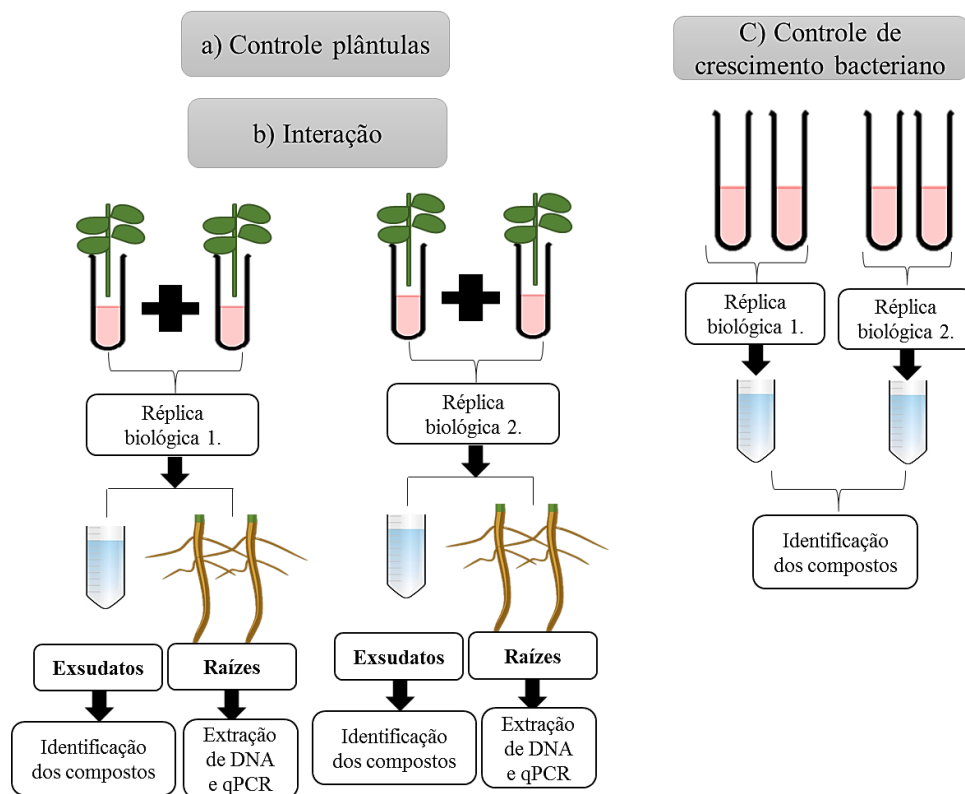 a) Controle plântulas
b) Interação
Réplica
biológica 1.
Exsudatos
Raízes
Identificação
dos compostos
Extração
de DNA
e qPCR
Réplica
biológica 2.
Exsudatos
Raízes
Identificação
dos compostos
Extração
de DNA
e qPCR
C) Controle de
crescimento bacteriano
Réplica
biológica 1.
Réplica
biológica 2.
Identificação
dos compostos